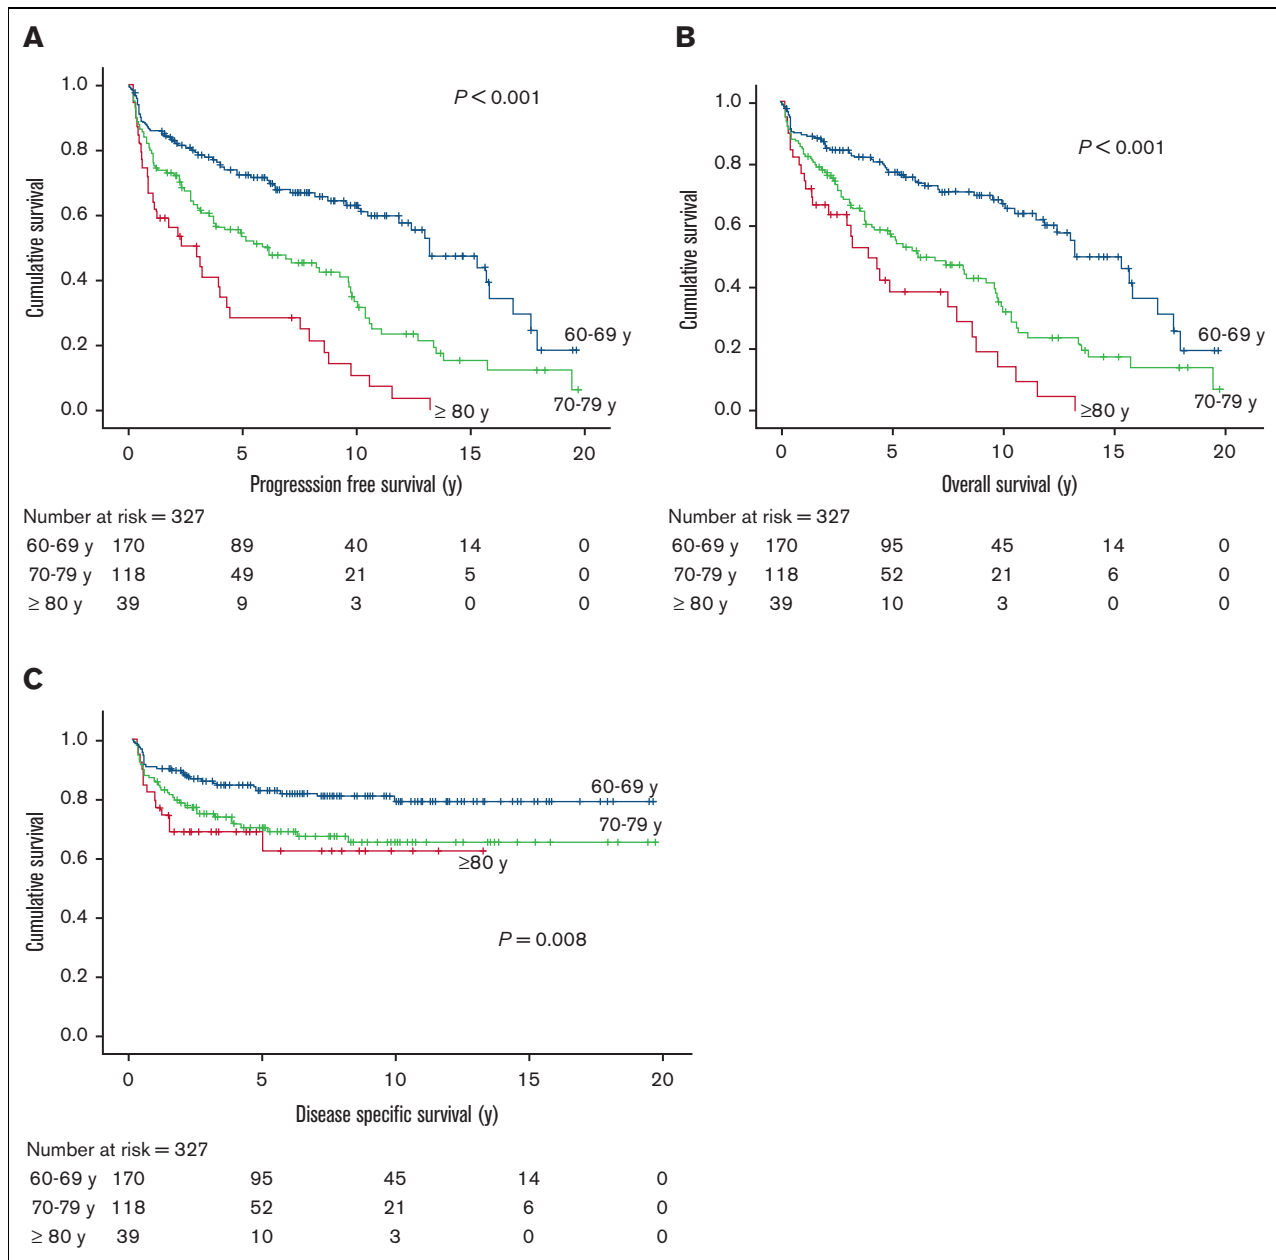 A
Cumulative survival
1.0
0.8
0.6
0.4
0.2
0.0
P < 0.001
60-69 y
70-79 y
≥ 80 y
0 5 10 15 20
Progresssion free survival (y)
Number at risk = 327
60-69 y 170 89 40 14 0
70-79 y 118 49 21 5 0
≥ 80 y 39 9 3 0 0
B
Cumulative survival
1.0
0.8
0.6
0.4
0.2
0.0
P < 0.001
60-69 y
70-79 y
≥80 y
0 5 10 15 20
Overall survival (y)
Number at risk = 327
60-69 y 170 95 45 14 0
70-79 y 118 52 21 6 0
≥ 80 y 39 10 3 0 0
C
Cumulative survival
1.0
0.8
0.6
0.4
0.2
0.0
60-69 y
70-79 y
≥80 y
P = 0.008
0 5 10 15 20
Disease specific survival (y)
Number at risk = 327
60-69 y 170 95 45 14 0
70-79 y 118 52 21 6 0
≥ 80 y 39 10 3 0 0